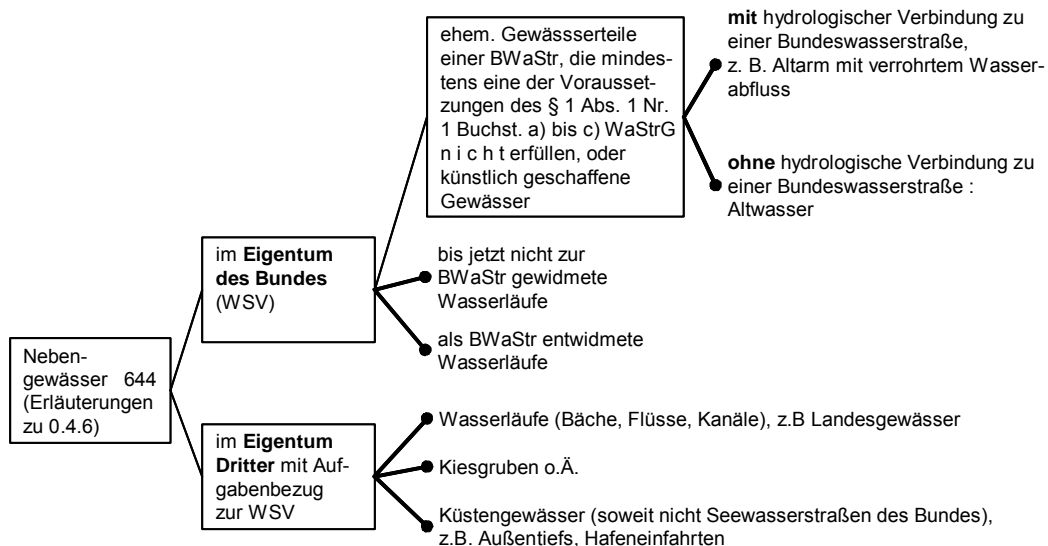 ehem. Gewässserteile
einer BWaStr, die mindes-
tens eine der Vorausset-
zungen des § 1 Abs. 1 Nr.
1 Buchst. a) bis c) WaStrG
n i c h t erfüllen, oder
künstlich geschaffene
Gewässer
mit hydrologischer Verbindung zu
einer Bundeswasserstraße,
z. B. Altarm mit verrohrtem Wasser-
abfluss
ohne hydrologische Verbindung zu
einer Bundeswasserstraße :
Altwasser
im Eigentum
des Bundes
(WSV)
bis jetzt nicht zur
BWaStr gewidmete
Wasserläufe
als BWaStr entwidmete
Wasserläufe
Neben-
gewässer 644
(Erläuterungen
zu 0.4.6)
im Eigentum
Dritter mit Auf-
gabenbezug
zur WSV
Wasserläufe (Bäche, Flüsse, Kanäle), z.B Landesgewässer
Kiesgruben o.Ä.
Küstengewässer (soweit nicht Seewasserstraßen des Bundes),
z.B. Außentiefs, Hafeneinfahrten